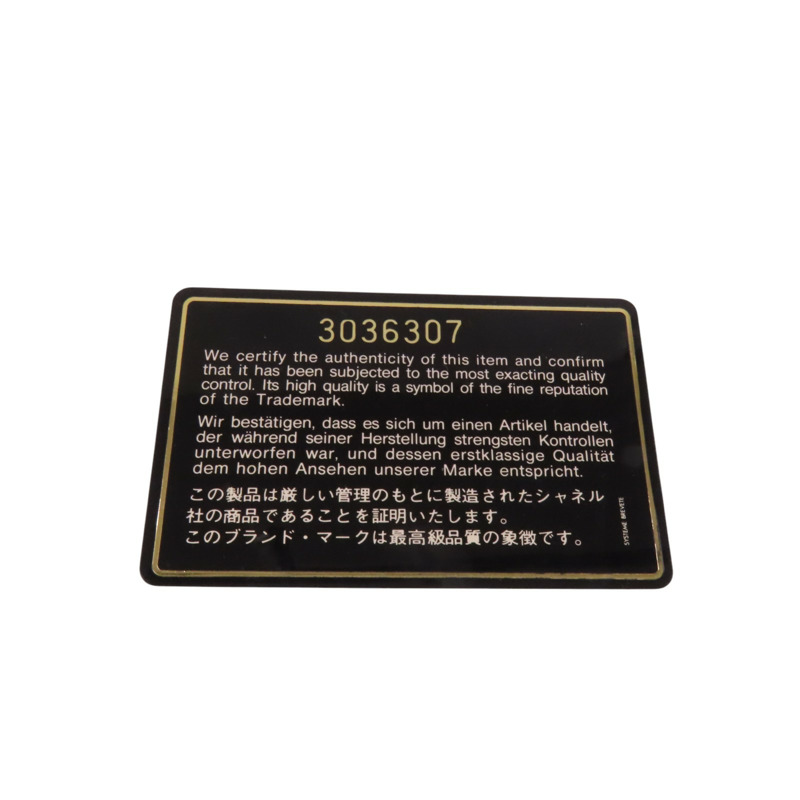 3036307
We certify the authenticity of this item and confirm
that it has been subjected to the most exacting quality
control. Its high quality is a symbol of the fine reputation
of the Trademark.
Wir bestätigen, dass es sich um einen Artikel handelt,
der während seiner Herstellung strengsten Kontrollen
unterworfen war, und dessen erstklassige Qualität
dem hohen Ansehen unserer Marke entspricht.
この製品は厳しい管理のもとに製造されたシャネル
社の商品であることを証明いたします。
このブランド・マークは最高級品質の象徴です。
SYSTEME BREVETE